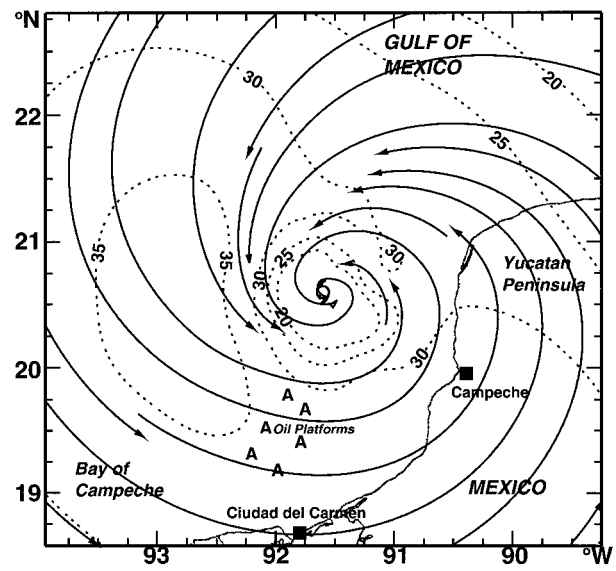 °N
GULF OF
MEXICO
30
20
22
25
21
35
35
30
25
30
Yucatan
Peninsula
20
20
30
A
A
Campeche
A
Oil Platforms
A
A
A
Bay of
Campeche
MEXICO
19
Ciudad del Carmen
93
92
91
90
°W